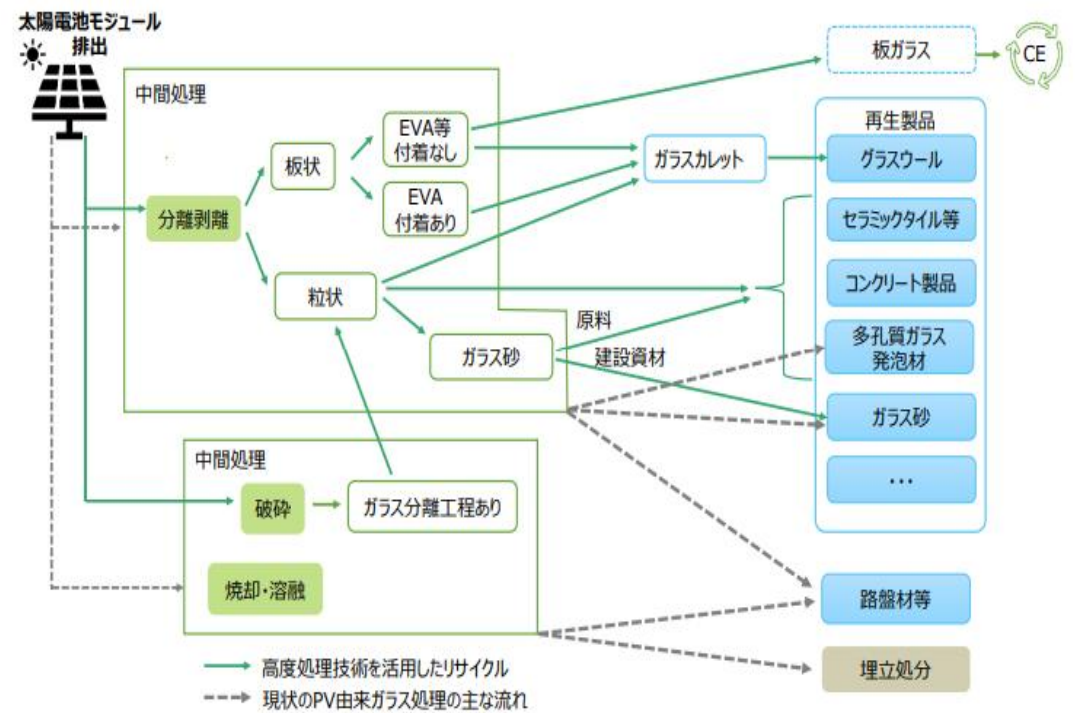 太陽電池モジュール
排出
中間処理
分離剥離
板状
粒状
EVA等
付着なし
EVA
付着あり
ガラス砂
ガラスカレット
原料
建設資材
板ガラス
CE
再生製品
グラスウール
セラミックタイル等
コンクリート製品
多孔質ガラス
発泡材
ガラス砂
・・・
中間処理
破砕
ガラス分離工程あり
焼却・溶融
路盤材等
埋立処分
高度処理技術を活用したリサイクル
現状のPV由来ガラス処理の主な流れ